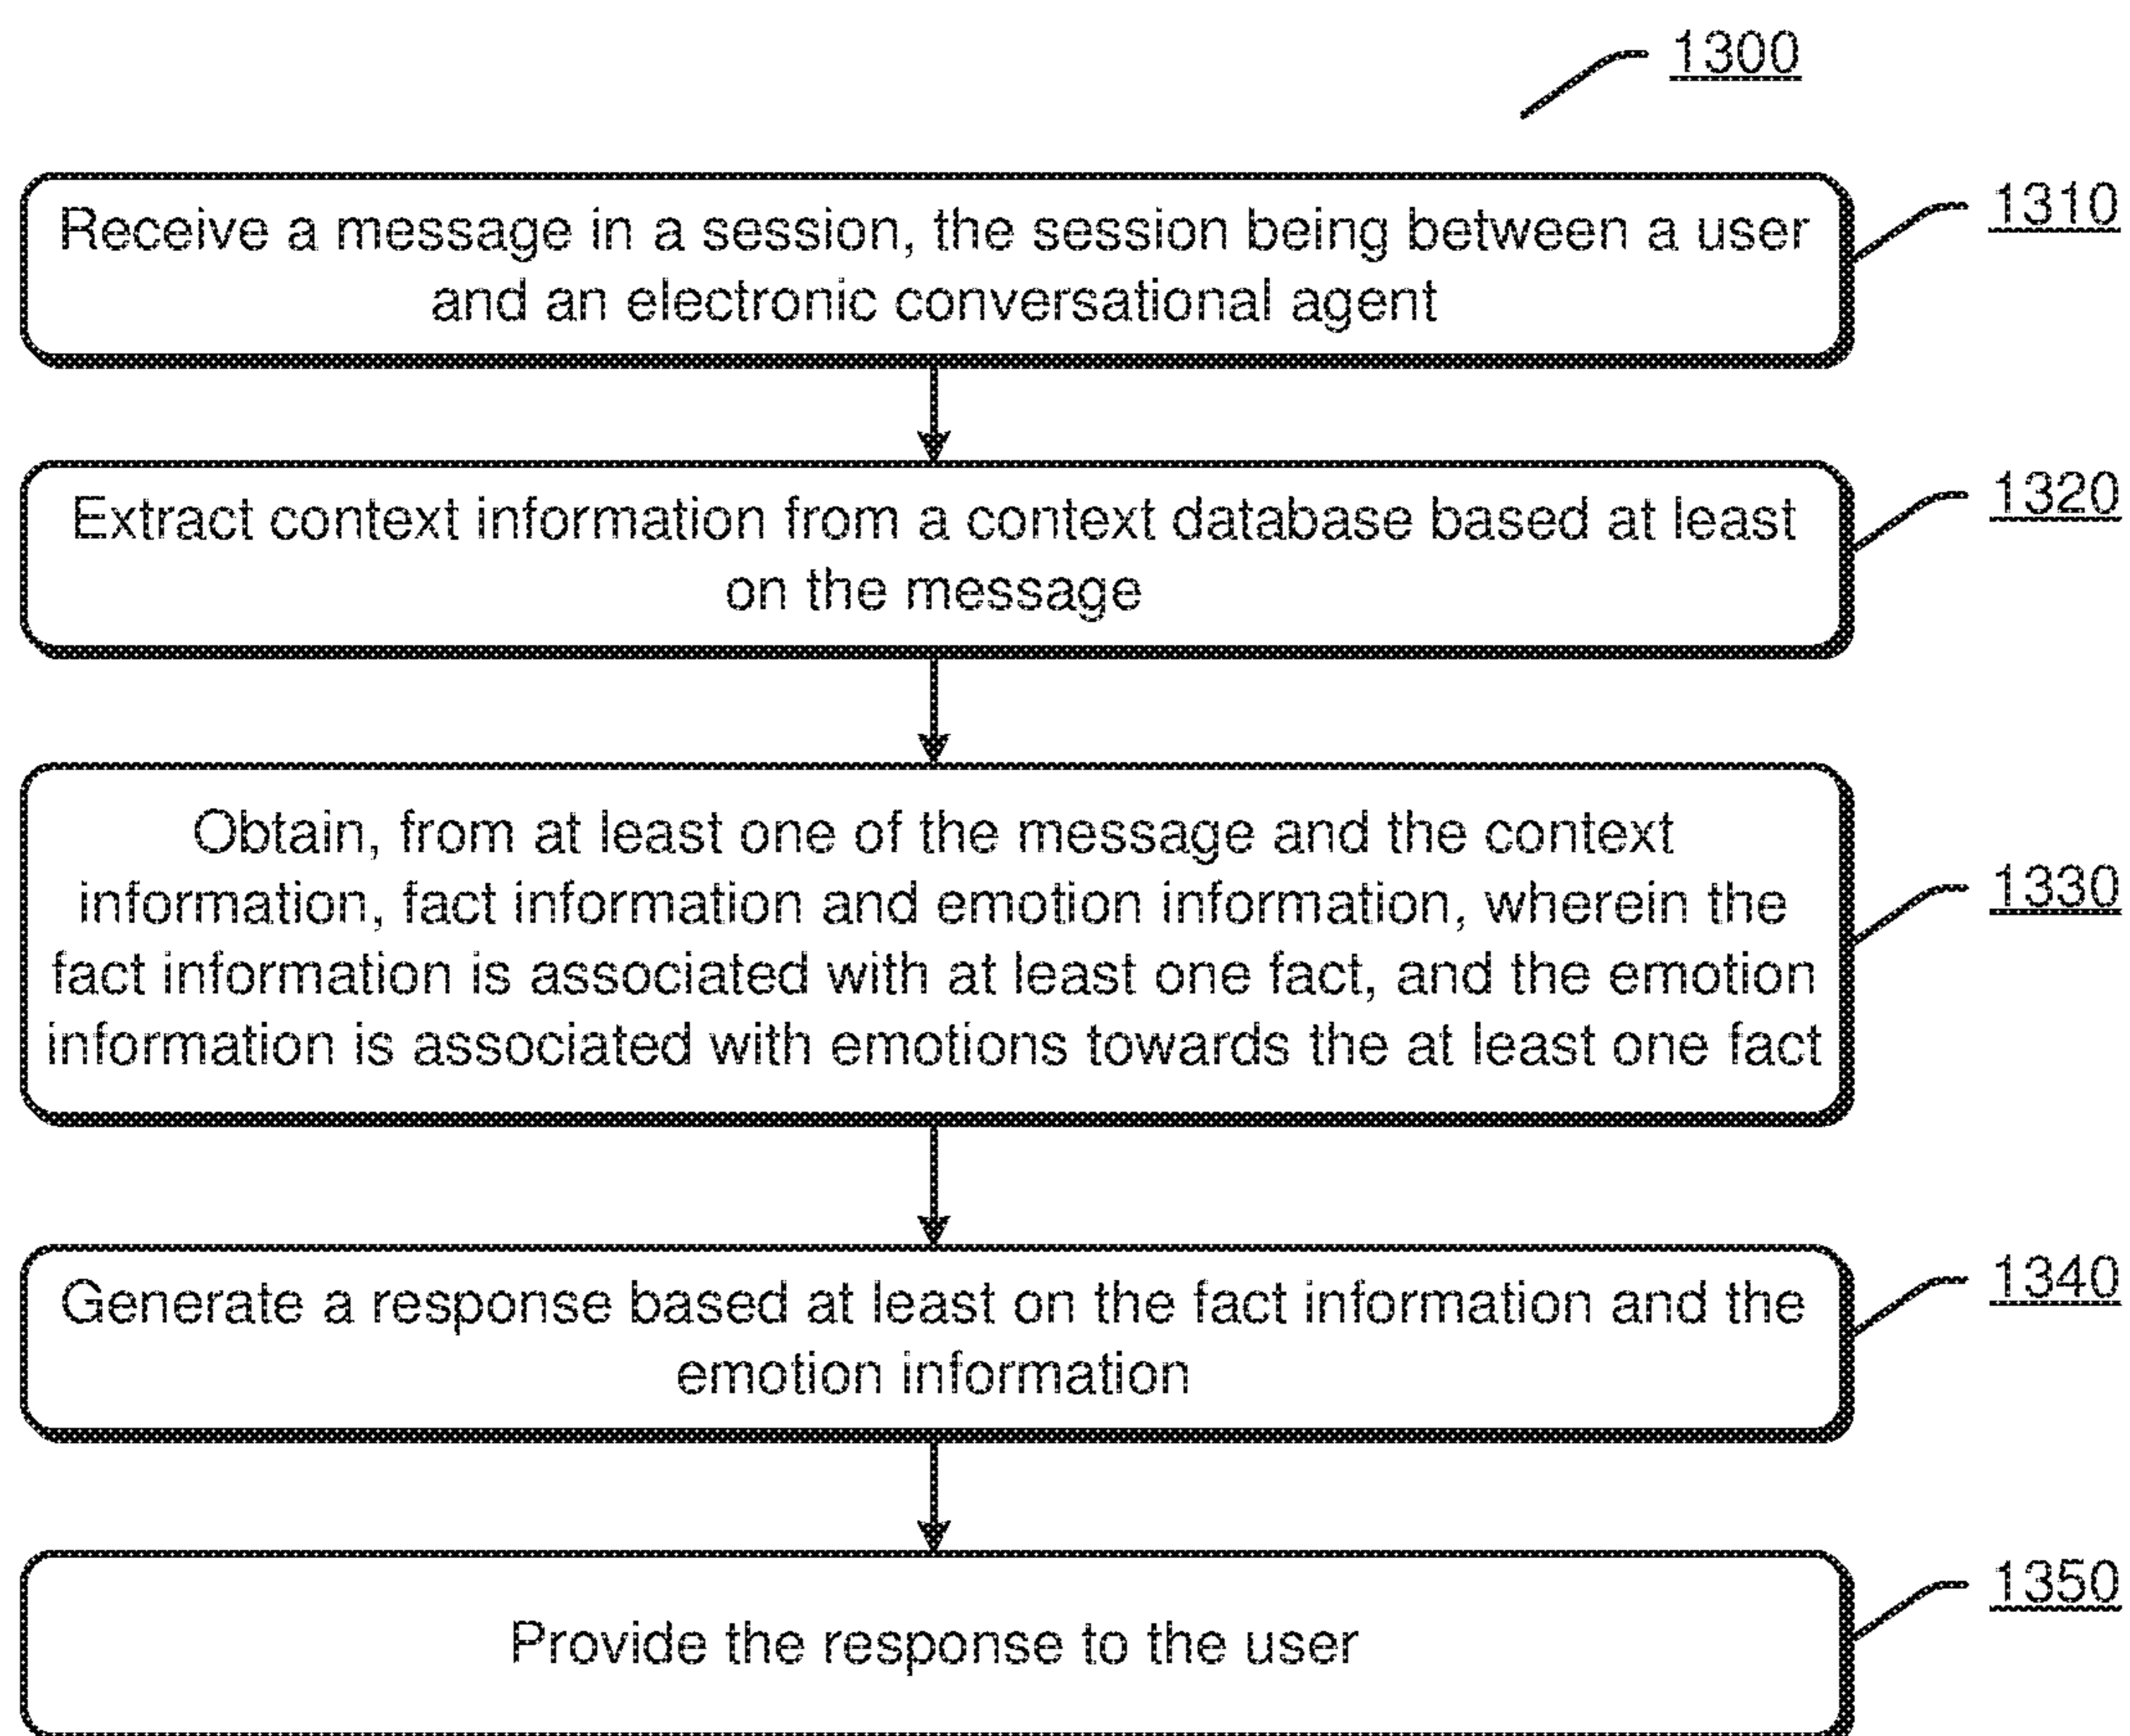 1300
Receive a message in a session, the session being between a user
and an electronic conversational agent
1310
Extract context information from a context database based at least
on the message
1320
Obtain, from at least one of the message and the context
information, fact information and emotion information, wherein the
fact information is associated with at least one fact, and the emotion
information is associated with emotions towards the at least one fact
1330
Generate a response based at least on the fact information and the
emotion information
1340
Provide the response to the user
1350